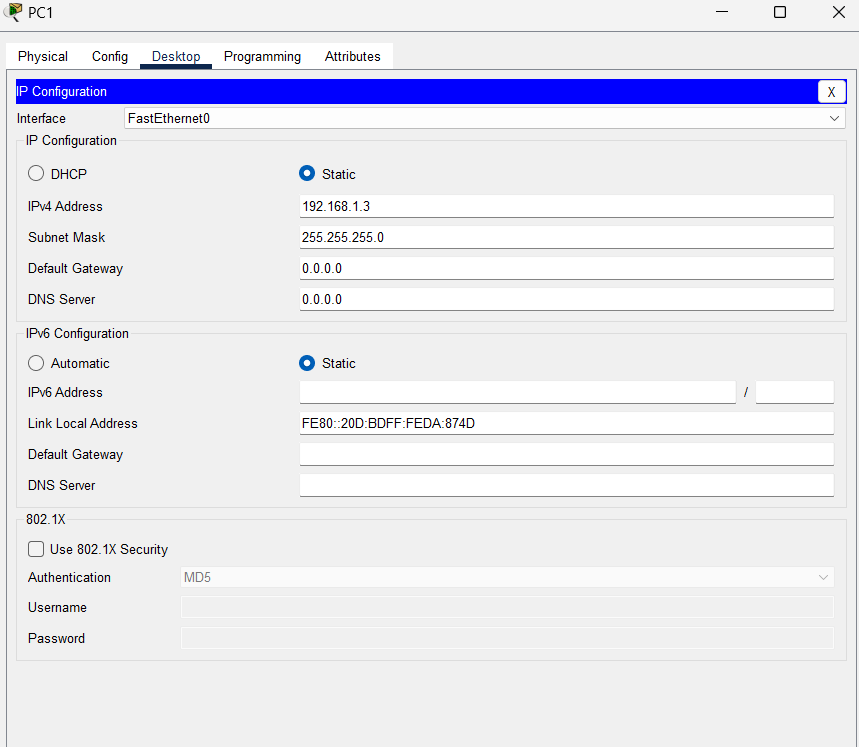 PC1
Physical Config Desktop Programming Attributes
IP Configuration X
Interface FastEthernet0
IP Configuration
DHCP Static
IPv4 Address 192.168.1.3
Subnet Mask 255.255.255.0
Default Gateway 0.0.0.0
DNS Server 0.0.0.0
IPv6 Configuration
Automatic Static
IPv6 Address /
Link Local Address FE80::20D:BDFF:FEDA:874D
Default Gateway
DNS Server
802.1X
Use 802.1X Security
Authentication MD5
Username
Password